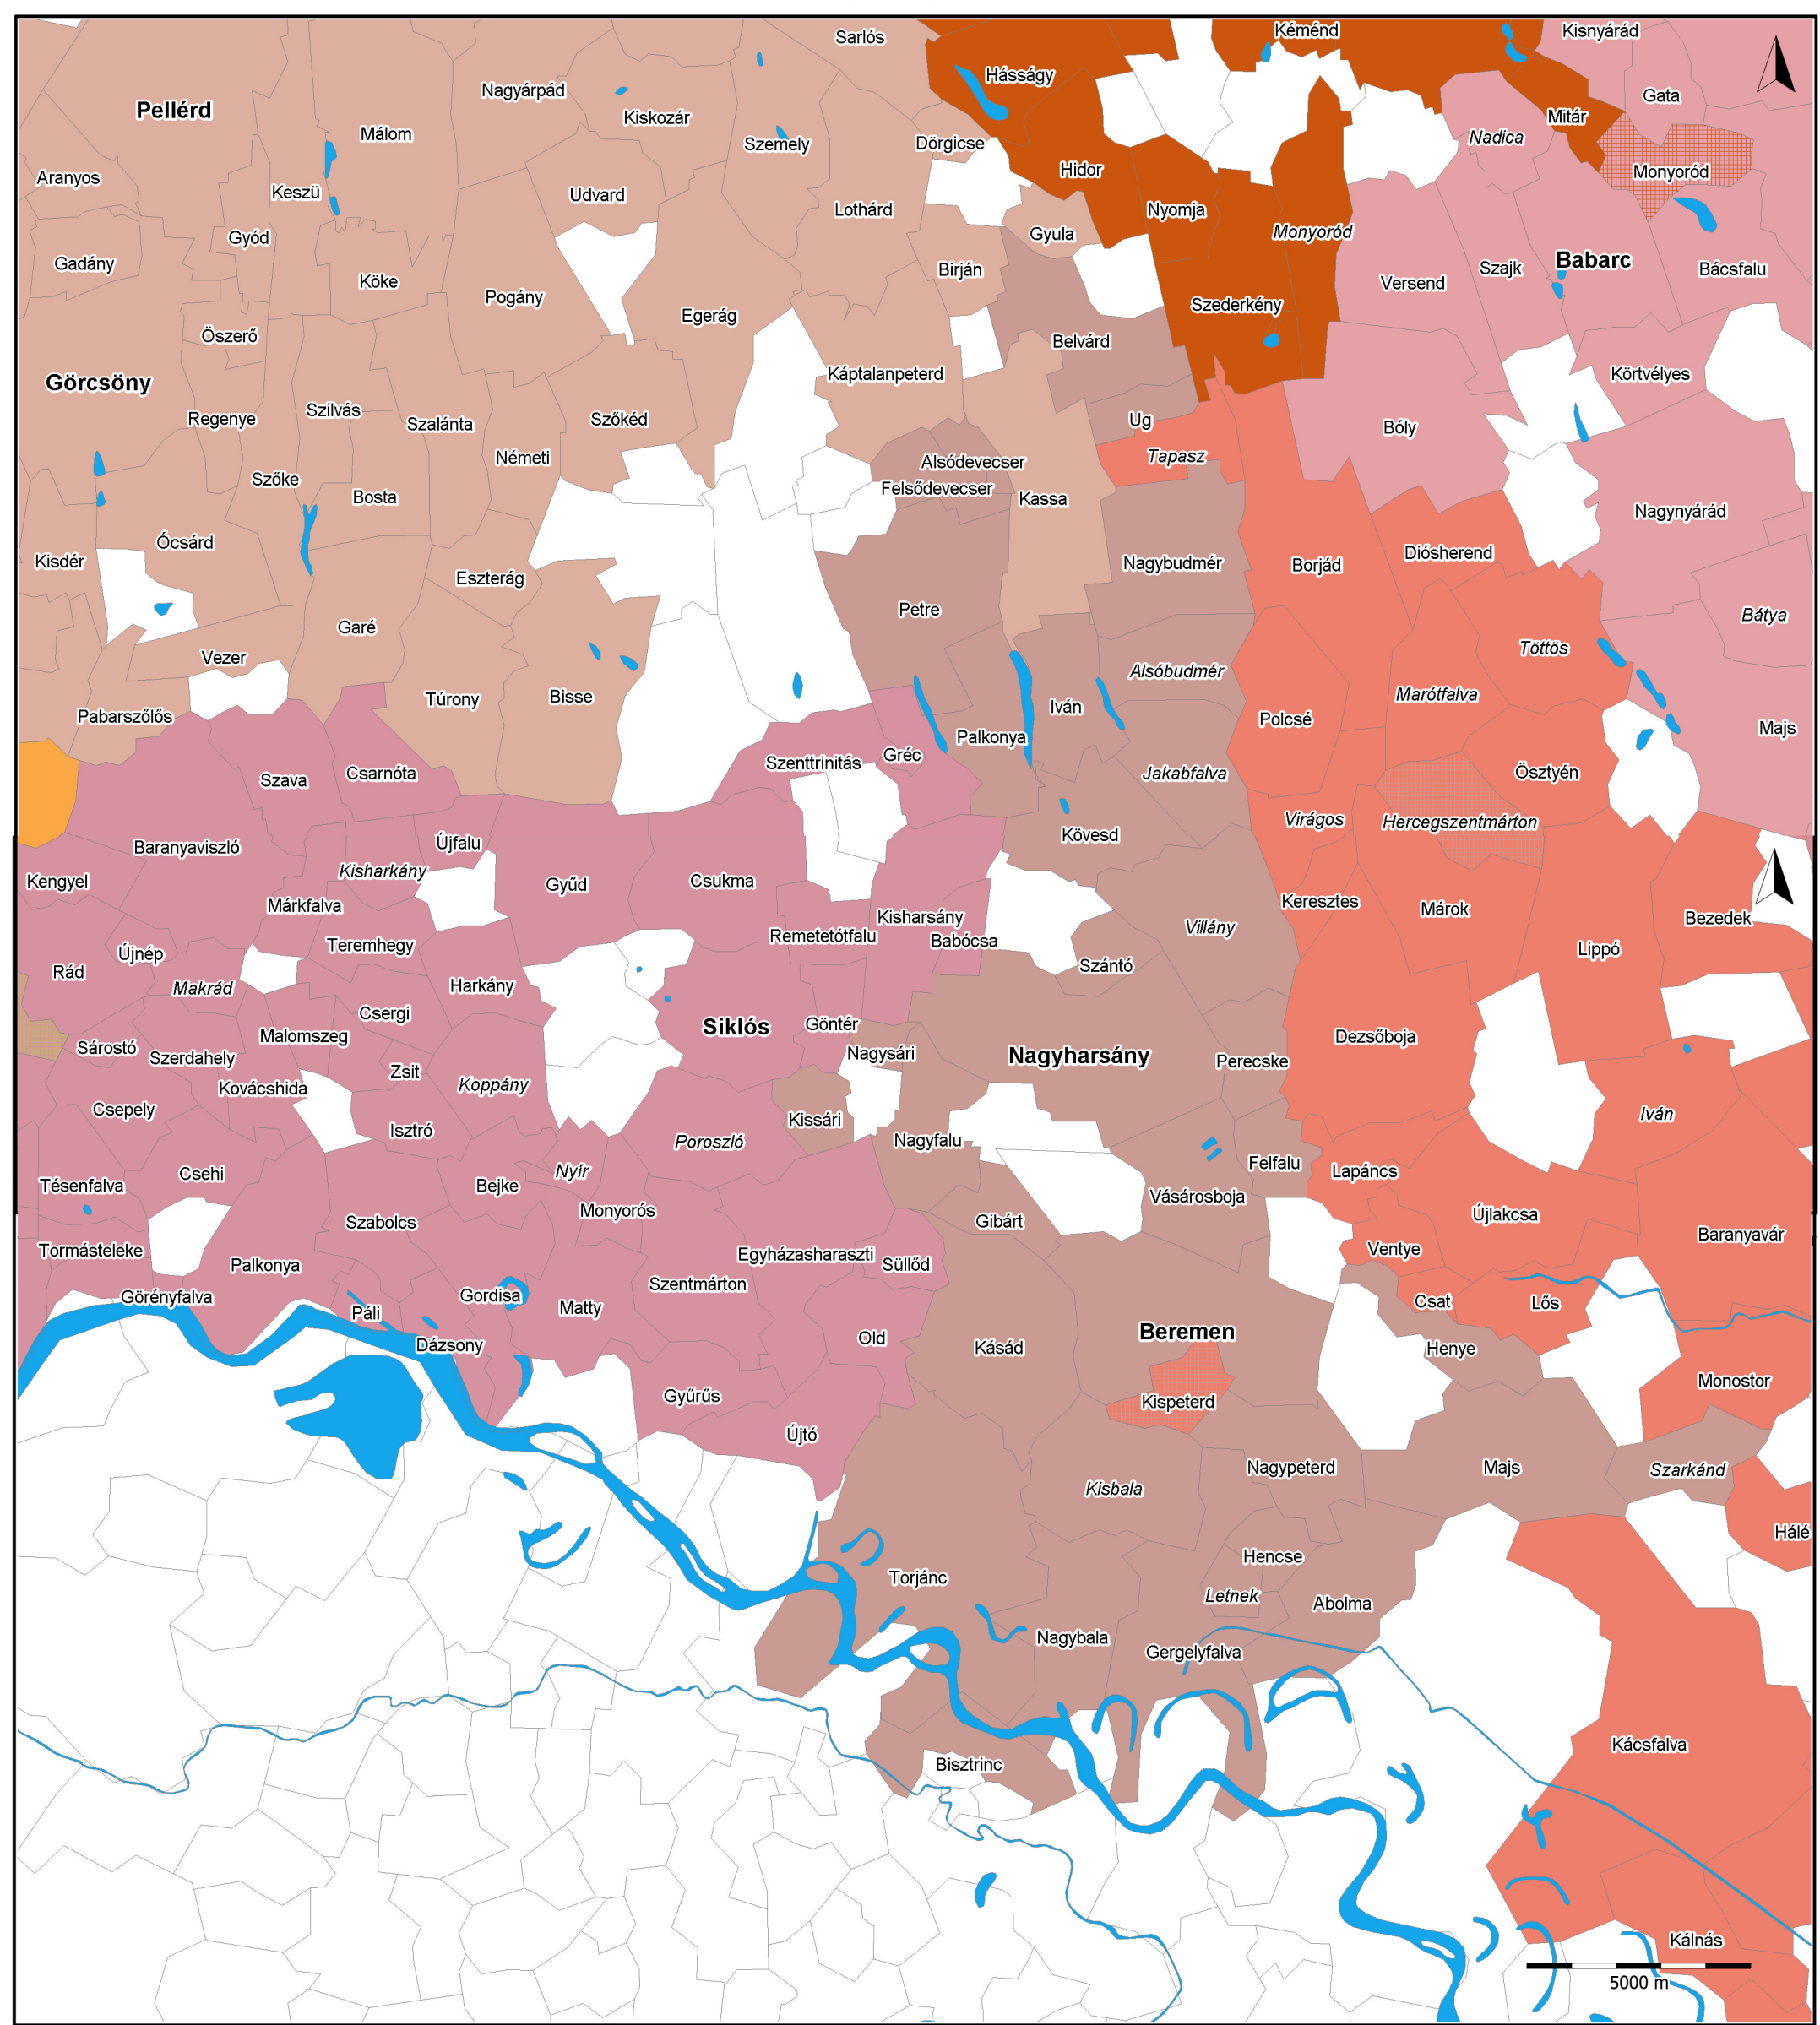 Sarlós
Kéménd
Kisnyárád
Hásságy
Nagyárpád
Gata
Pellérd
Kiskozár
Mitár
Málom
Nadica
Szemely
Dörgicse
Hidor
Monyoród
Aranyos
Keszü
Udvard
Lothárd
Nyomja
Monyoród
Gyód
Gyula
Gadány
Babarc
Birján
Szajk
Bácsfalu
Köke
Versend
Pogány
Szederkény
Egerág
Öszerő
Belvárd
Káptalanpeterd
Körtvélyes
Görcsöny
Szilvás
Regenye
Szőkéd
Ug
Szalánta
Bóly
Németi
Tapasz
Alsódevecser
Szőke
Felsődevecser
Bosta
Kassa
Nagynyárád
Ócsárd
Diósherend
Kisdér
Nagybudmér
Borjád
Eszterág
Petre
Bátya
Garé
Töttös
Vezer
Alsóbudmér
Marótfalva
Bisse
Túrony
Iván
Pabarszőlős
Polcsé
Majs
Palkonya
Gréc
Szenttrinitás
Csarnóta
Jakabfalva
Ösztyén
Szava
Virágos
Hercegszentmárton
Kövesd
Újfalu
Baranyaviszló
Kisharkány
Kengyel
Gyűd
Csukma
Keresztes
Márok
Márkfalva
Kisharsány
Bezedek
Villány
Remetetótfalu
Babócsa
Teremhegy
Újnép
Lippó
Szántó
Rád
Makrád
Harkány
Csergi
Göntér
Siklós
Malomszeg
Dezsőboja
Sárostó
Nagysári
Nagyharsány
Szerdahely
Perecske
Zsit
Koppány
Kovácshida
Csepely
Iván
Kissári
Isztró
Poroszló
Nagyfalu
Felfalu
Nyír
Lapáncs
Csehi
Tésenfalva
Bejke
Vásárosboja
Monyorós
Újlakcsa
Szabolcs
Gibárt
Baranyavár
Tormásteleke
Ventye
Egyházasharaszti
Palkonya
Süllőd
Szentmárton
Görényfalva
Gordisa
Csat
Lős
Matty
Páli
Beremen
Old
Dázsony
Kásád
Henye
Monostor
Gyűrűs
Kispeterd
Újtó
Nagypeterd
Majs
Szarkánd
Kisbala
Hálé
Hencse
Torjánc
Letnek
Abolma
Nagybala
Gergelyfalva
Kácsfalva
Bisztrinc
Kálnás
5000 m